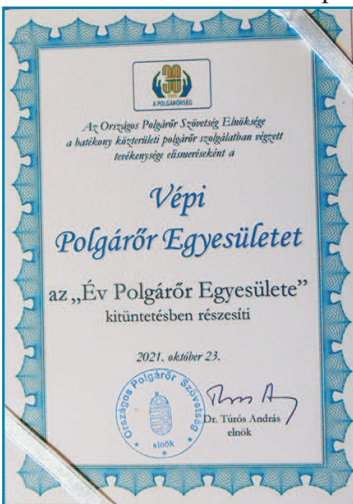 30
A POLGÁRŐRSÉG
Az Országos Polgárőr Szövetség Elnöksége
a hatékony közterületi polgárőr szolgálatban végzett
tevékenysége elismeréseként a
Vépi
Polgárőr Egyesületet
az „Év Polgárőr Egyesülete”
kitüntetésben részesíti
2021. október 23.
Országos Polgárőr Szövetség
elnök
Dr. Túrós András
elnök